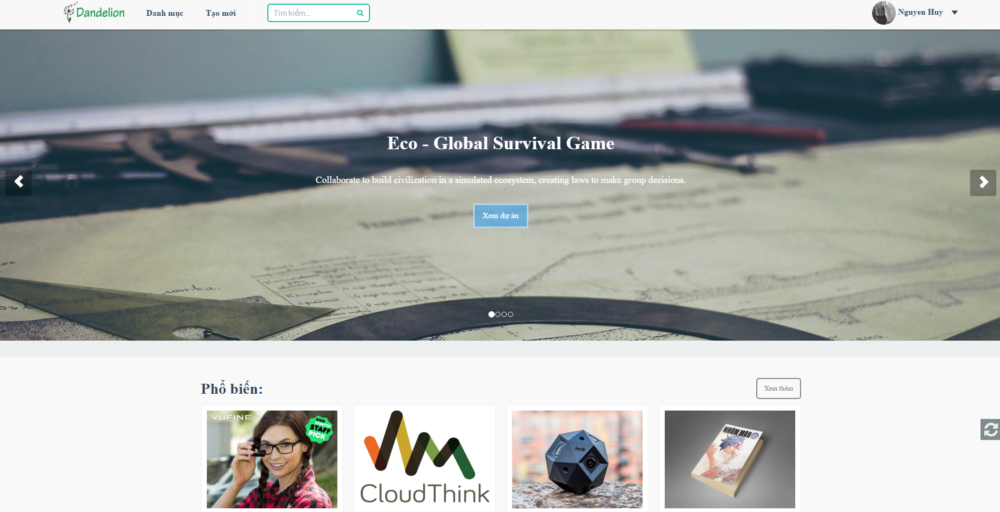 Dandelion
Danh mục
Tạo mới
Tìm kiếm...
Nguyen Huy
Eco - Global Survival Game
Collaborate to build civilization in a simulated ecosystem, creating laws to make group decisions.
Xem dự án
Phổ biến:
Xem thêm
VUFINE
KICK
STARTER
STAFF
PICK
CloudThink
NHÓM MÁU